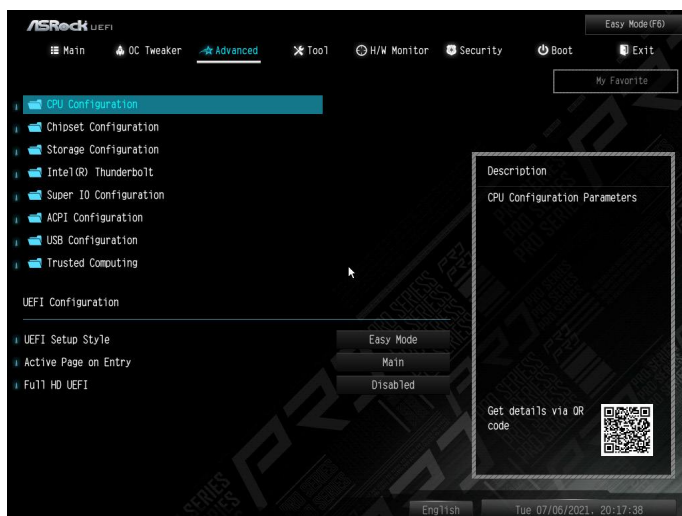 ASRock UEFI
Easy Mode(F6)
Main
OC Tweaker
Advanced
Tool
H/W Monitor
Security
Boot
Exit
My Favorite
CPU Configuration
Chipset Configuration
Storage Configuration
Intel(R) Thunderbolt
Super IO Configuration
ACPI Configuration
USB Configuration
Trusted Computing
UEFI Configuration
UEFI Setup Style
Easy Mode
Active Page on Entry
Main
Full HD UEFI
Disabled
Description
CPU Configuration Parameters
Get details via QR
code
English
Tue 07/06/2021. 20:17:38